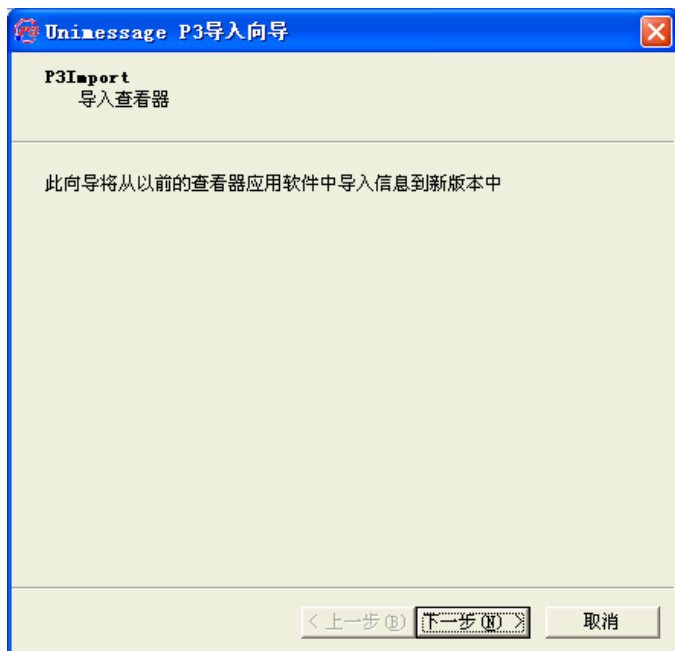 Unimessage P3导入向导
P3Import
导入查看器
此向导将从以前的查看器应用软件中导入信息到新版本中
< 上一步(B) 下一步(N) > 取消